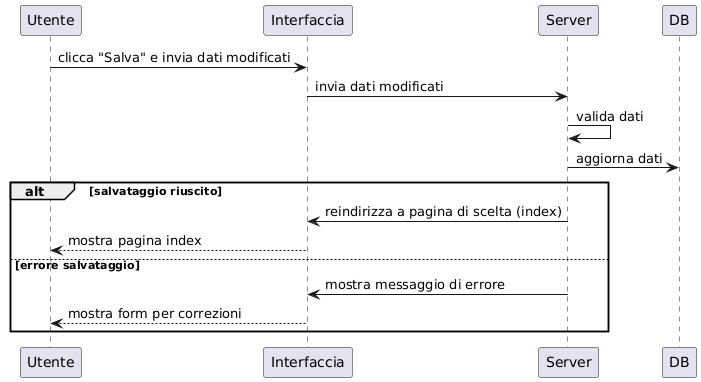 Utente Interfaccia Server DB
clicca "Salva" e invia dati modificati
invia dati modificati
valida dati
aggiorna dati
alt [salvataggio riuscito]
reindirizza a pagina di scelta (index)
mostra pagina index
[errore salvataggio]
mostra messaggio di errore
mostra form per correzioni
Utente Interfaccia Server DB